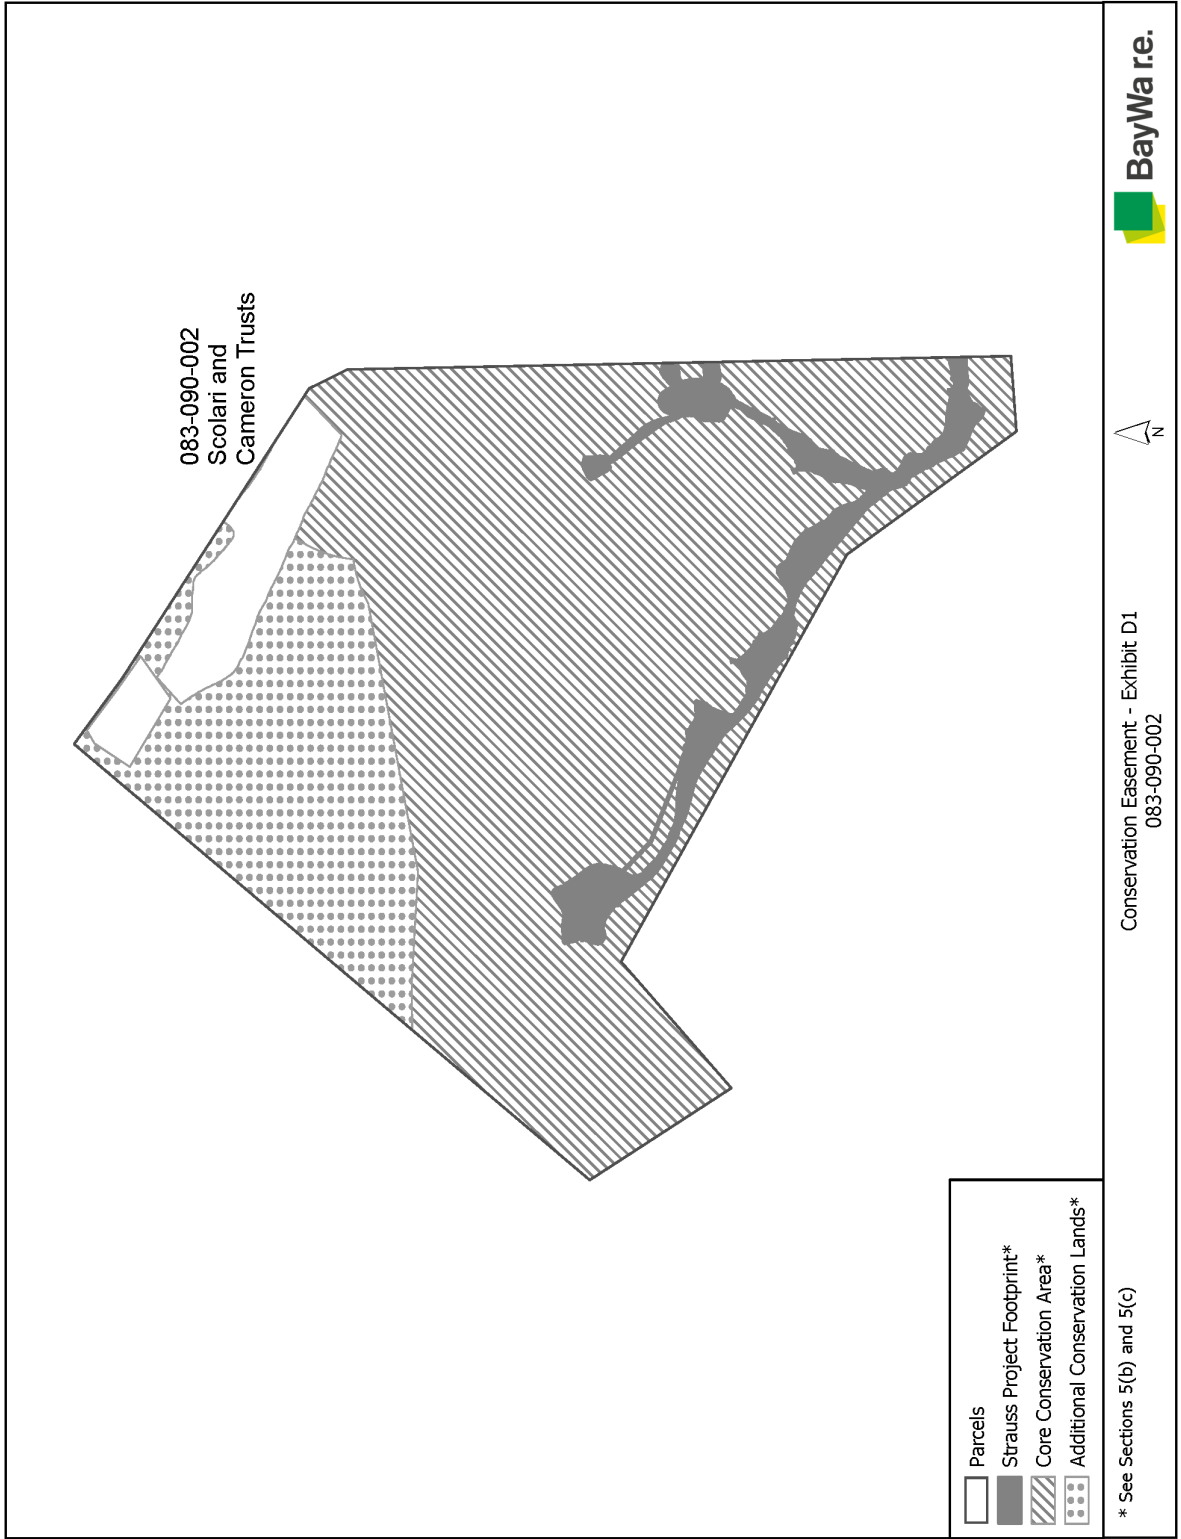 083-090-002
Scolari and
Cameron Trusts
Parcels
Strauss Project Footprint*
Core Conservation Area*
Additional Conservation Lands*
* See Sections 5(b) and 5(c)
Conservation Easement - Exhibit D1
083-090-002
N
BayWa r.e.